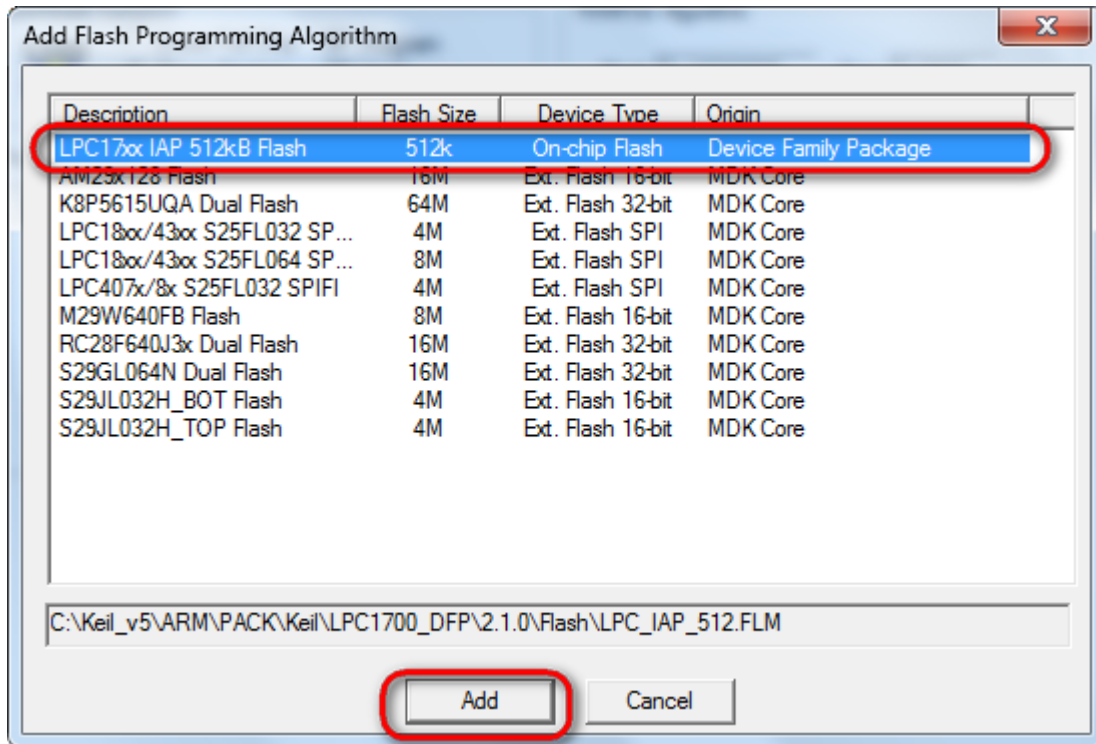 Add Flash Programming Algorithm
Description Flash Size Device Type Origin
LPC17xx IAP 512kB Flash 512k On-chip Flash Device Family Package
AM29x128 Flash 16M Ext. Flash 16-bit MDK Core
K8P5615UQA Dual Flash 64M Ext. Flash 32-bit MDK Core
LPC18xx/43xx S25FL032 SP... 4M Ext. Flash SPI MDK Core
LPC18xx/43xx S25FL064 SP... 8M Ext. Flash SPI MDK Core
LPC407x/8x S25FL032 SPIFI 4M Ext. Flash SPI MDK Core
M29W640FB Flash 8M Ext. Flash 16-bit MDK Core
RC28F640J3x Dual Flash 16M Ext. Flash 32-bit MDK Core
S29GL064N Dual Flash 16M Ext. Flash 32-bit MDK Core
S29JL032H_BOT Flash 4M Ext. Flash 16-bit MDK Core
S29JL032H_TOP Flash 4M Ext. Flash 16-bit MDK Core
C:\Keil_v5\ARM\PACK\Keil\LPC1700_DFP\2.1.0\Flash\LPC_IAP_512.FLM
Add Cancel